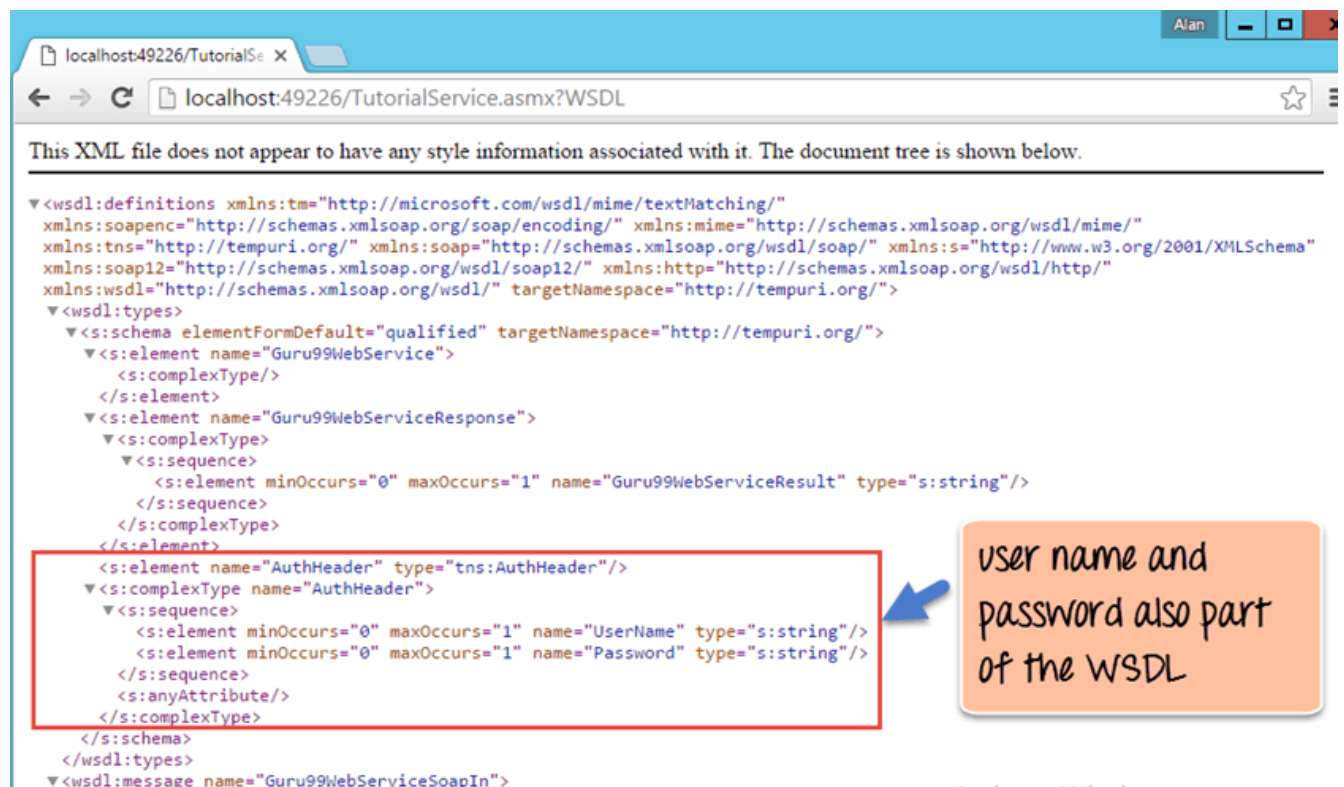 Alan
localhost:49226/TutorialSe
localhost:49226/TutorialService.asmx?WSDL
This XML file does not appear to have any style information associated with it. The document tree is shown below.
▼<wsdl:definitions xmlns:tm="http://microsoft.com/wsdl/mime/textMatching/"
xmlns:soapenc="http://schemas.xmlsoap.org/soap/encoding/" xmlns:mime="http://schemas.xmlsoap.org/wsdl/mime/"
xmlns:tns="http://tempuri.org/" xmlns:soap="http://schemas.xmlsoap.org/wsdl/soap/" xmlns:s="http://www.w3.org/2001/XMLSchema"
xmlns:soap12="http://schemas.xmlsoap.org/wsdl/soap12/" xmlns:http="http://schemas.xmlsoap.org/wsdl/http/"
xmlns:wsdl="http://schemas.xmlsoap.org/wsdl/" targetNamespace="http://tempuri.org/">
▼<wsdl:types>
▼<s:schema elementFormDefault="qualified" targetNamespace="http://tempuri.org/">
▼<s:element name="Guru99WebService">
<s:complexType/>
</s:element>
▼<s:element name="Guru99WebServiceResponse">
▼<s:complexType>
▼<s:sequence>
<s:element minOccurs="0" maxOccurs="1" name="Guru99WebServiceResult" type="s:string"/>
</s:sequence>
</s:complexType>
</s:element>
<s:element name="AuthHeader" type="tns:AuthHeader"/>
▼<s:complexType name="AuthHeader">
▼<s:sequence>
<s:element minOccurs="0" maxOccurs="1" name="UserName" type="s:string"/>
<s:element minOccurs="0" maxOccurs="1" name="Password" type="s:string"/>
</s:sequence>
<s:anyAttribute/>
</s:complexType>
</s:schema>
</wsdl:types>
▼<wsdl:message name="Guru99WebServiceSoapIn">
user name and
password also part
of the WSDL